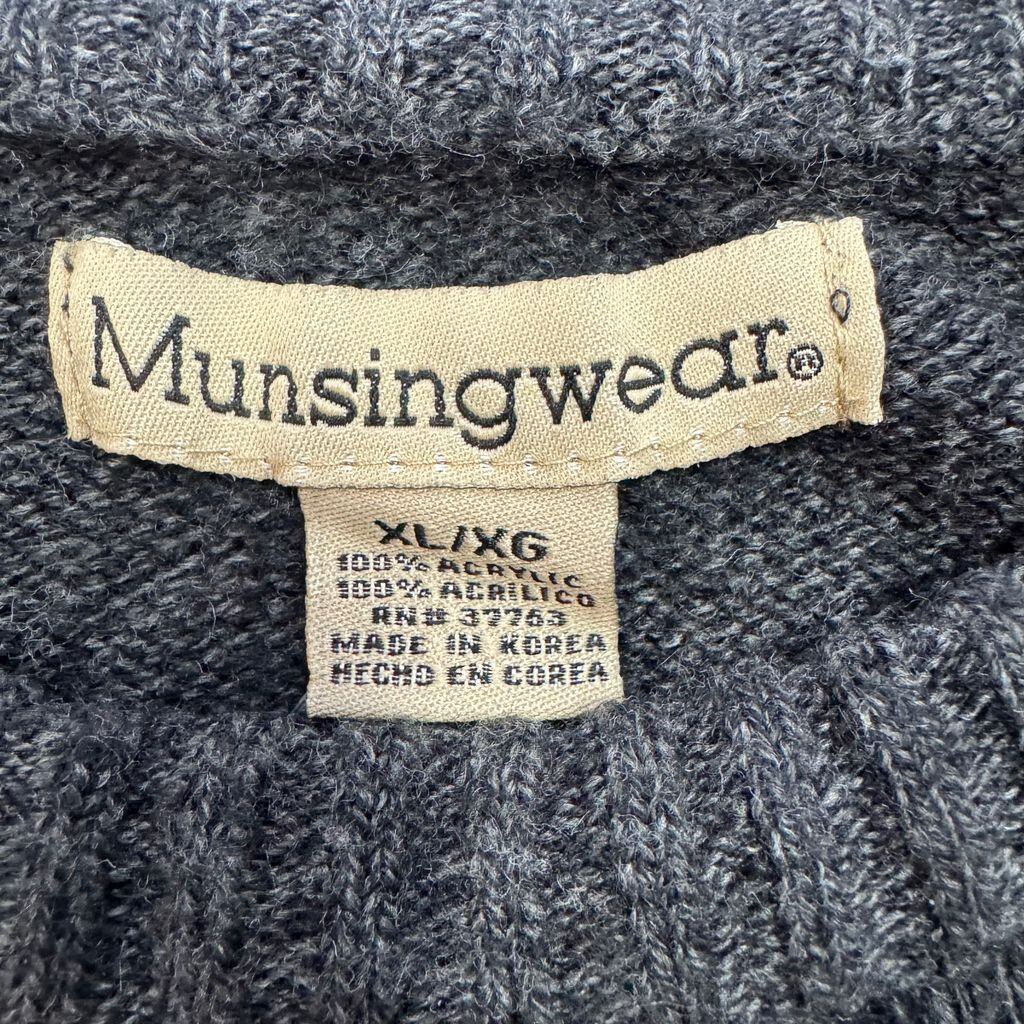 Munsingwear®
XL/XG
100% ACRYLIC
100% ACRILICO
RN# 37763
MADE IN KOREA
HECHO EN COREA